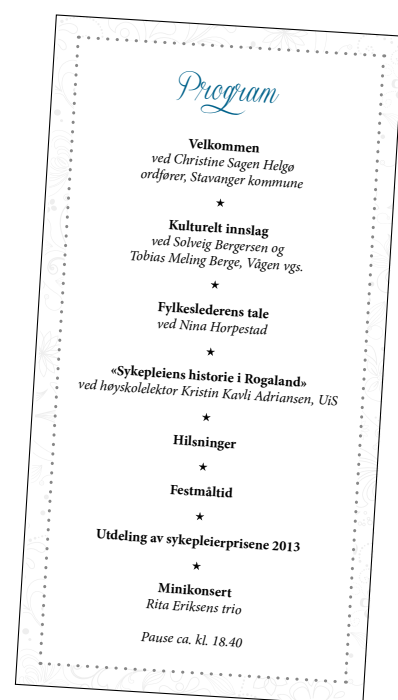 Program
Velkommen
ved Christine Sagen Helgø
ordfører, Stavanger kommune
Kulturelt innslag
ved Solveig Bergersen og
Tobias Meling Berge, Vågen vgs.
Fylkeslederens tale
ved Nina Horpestad
«Sykepleiens historie i Rogaland»
ved høyskolelektor Kristin Kavli Adriansen, UiS
Hilsninger
Festmåltid
Utdeling av sykepleierprisene 2013
Minikonsert
Rita Eriksens trio
Pause ca. kl. 18.40